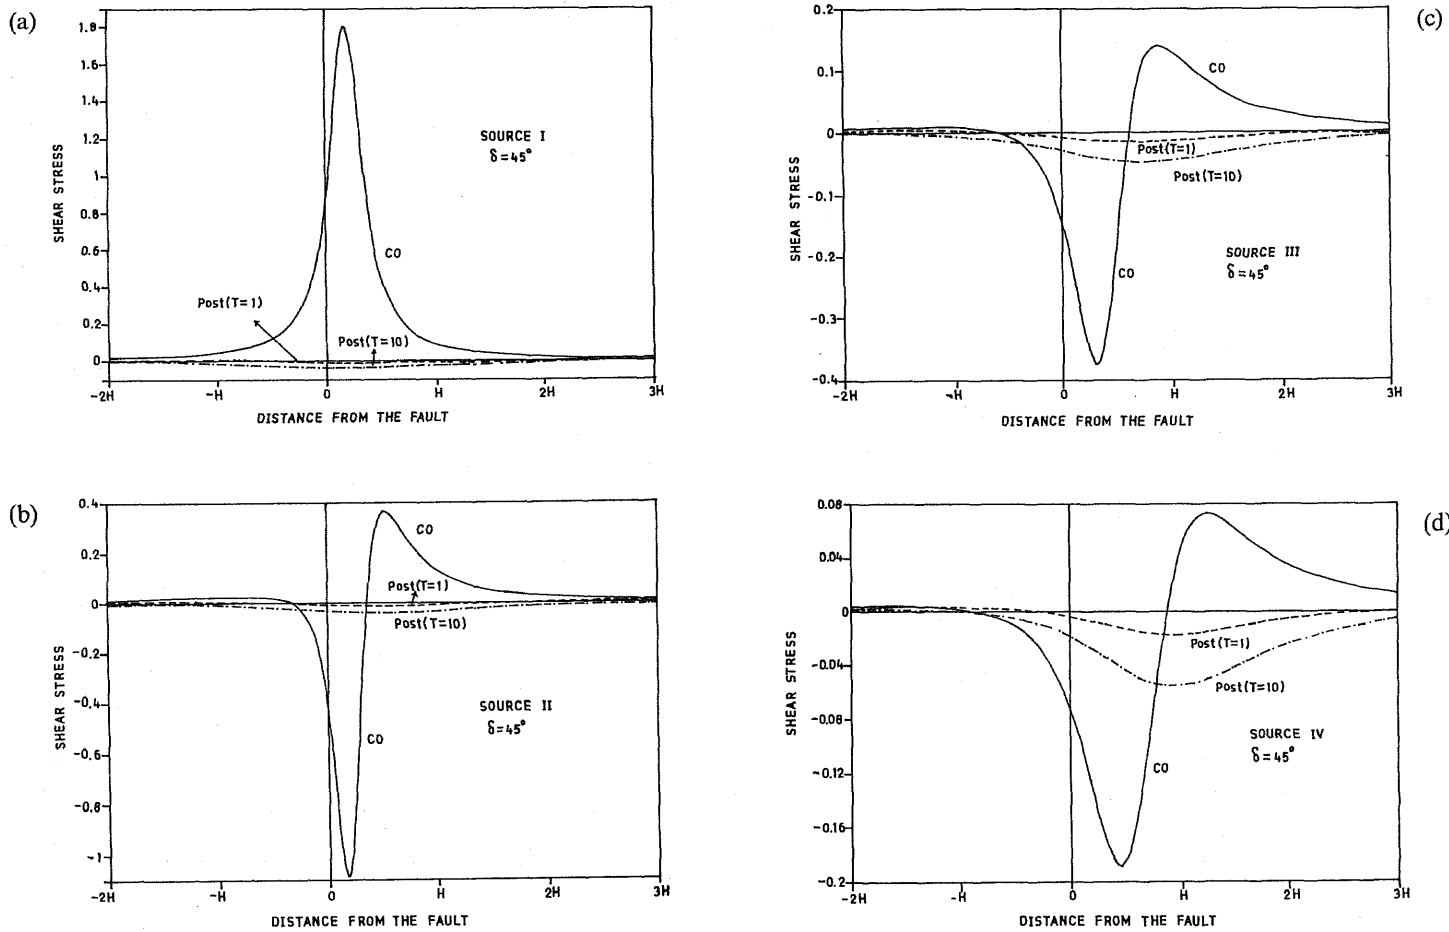 (a)
1.8
1.6
1.4
1.2
1
0.8
0.6
0.4
0.2
0
SHEAR STRESS
SOURCE I
δ=45°
CO
Post(T=1)
Post(T=10)
-2H
-H
0
H
2H
3H
DISTANCE FROM THE FAULT
(c)
0.2
0.1
0
-0.1
-0.2
-0.3
-0.4
SHEAR STRESS
CO
Post(T=1)
Post(T=10)
SOURCE III
δ=45°
CO
-2H
-H
0
H
2H
3H
DISTANCE FROM THE FAULT
(b)
0.4
0.2
0
-0.2
-0.4
-0.6
-0.8
-1
SHEAR STRESS
CO
Post(T=1)
Post(T=10)
SOURCE II
δ=45°
CO
-2H
-H
0
H
2H
3H
DISTANCE FROM THE FAULT
(d)
0.08
0.04
0
-0.04
-0.08
-0.12
-0.16
-0.2
SHEAR STRESS
CO
Post(T=1)
Post(T=10)
SOURCE IV
δ=45°
CO
-2H
-H
0
H
2H
3H
DISTANCE FROM THE FAULT